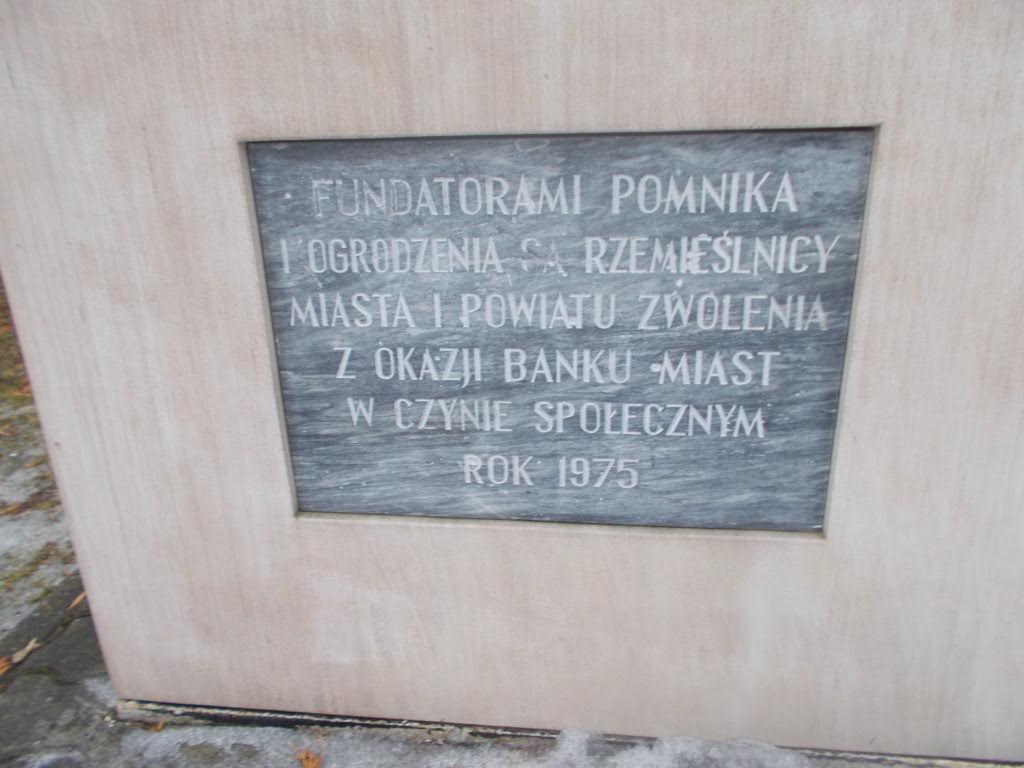 FUNDATORAMI POMNIKA
I OGRODZENIA SĄ RZEMIEŚLNICY
MIASTA I POWIATU ZWOLENIA
Z OKAZJI BANKU MIAST
W CZYNIE SPOŁECZNYM
ROK 1975